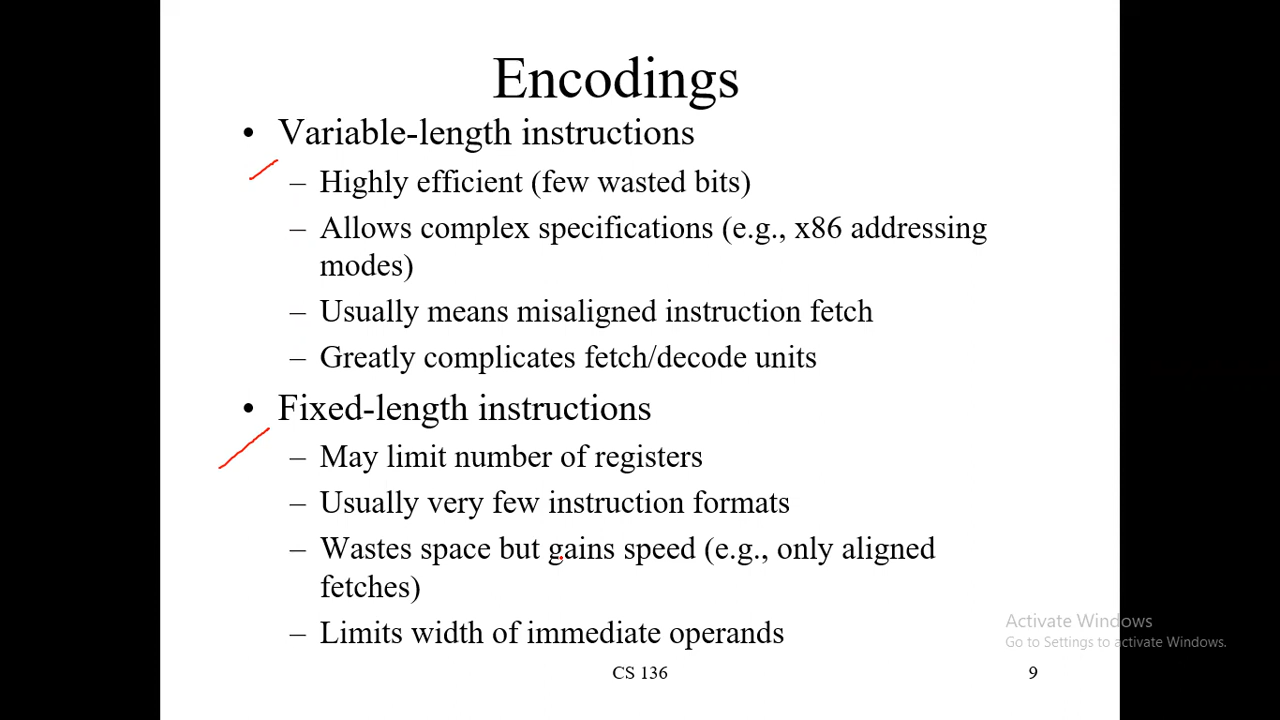 Encodings
• Variable-length instructions
– Highly efficient (few wasted bits)
– Allows complex specifications (e.g., x86 addressing
modes)
– Usually means misaligned instruction fetch
– Greatly complicates fetch/decode units
• Fixed-length instructions
– May limit number of registers
– Usually very few instruction formats
– Wastes space but gains speed (e.g., only aligned
fetches)
– Limits width of immediate operands
Activate Windows
Go to Settings to activate Windows.
CS 136
9